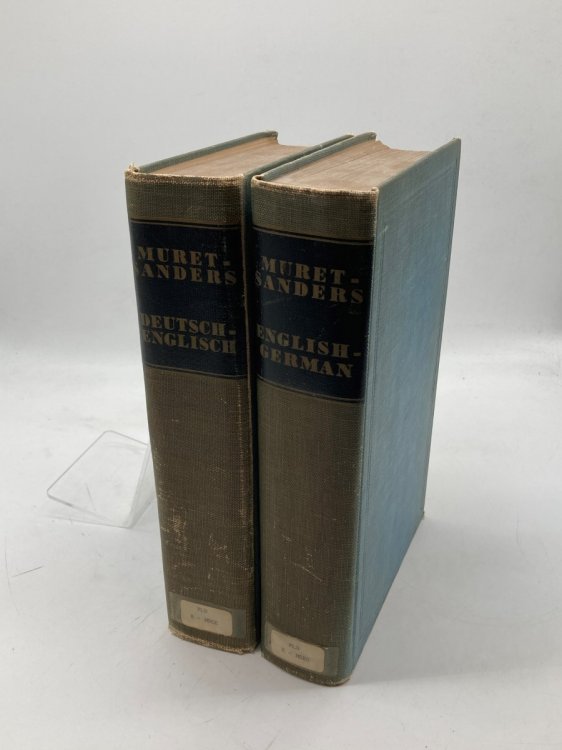 MURET-
SANDERS
DEUTSCH-
ENGLISCH
MURET-
SANDERS
ENGLISH-
GERMAN